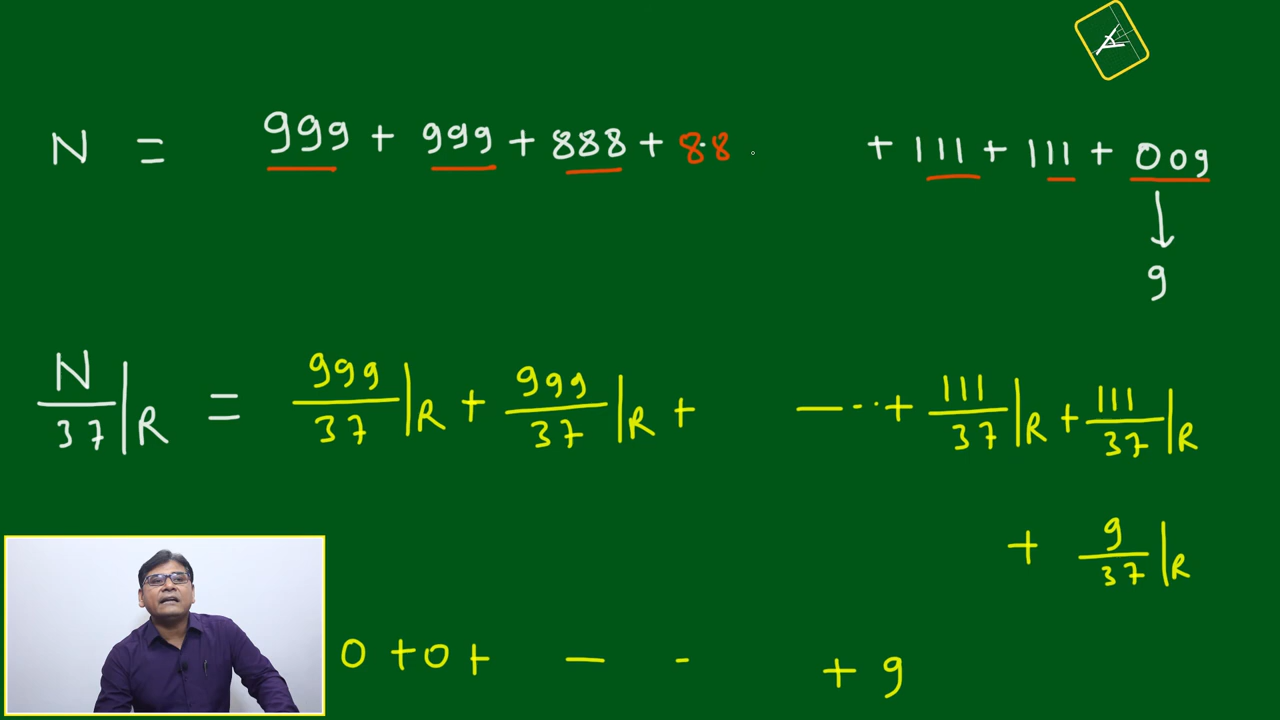 N = 999 + 999 + 888 + 88 + 111 + 111 + 009
9
N/37|R = 999/37|R + 999/37|R + — -·· + 111/37|R + 111/37|R
+ 9/37|R
0 + 0 + — - + 9